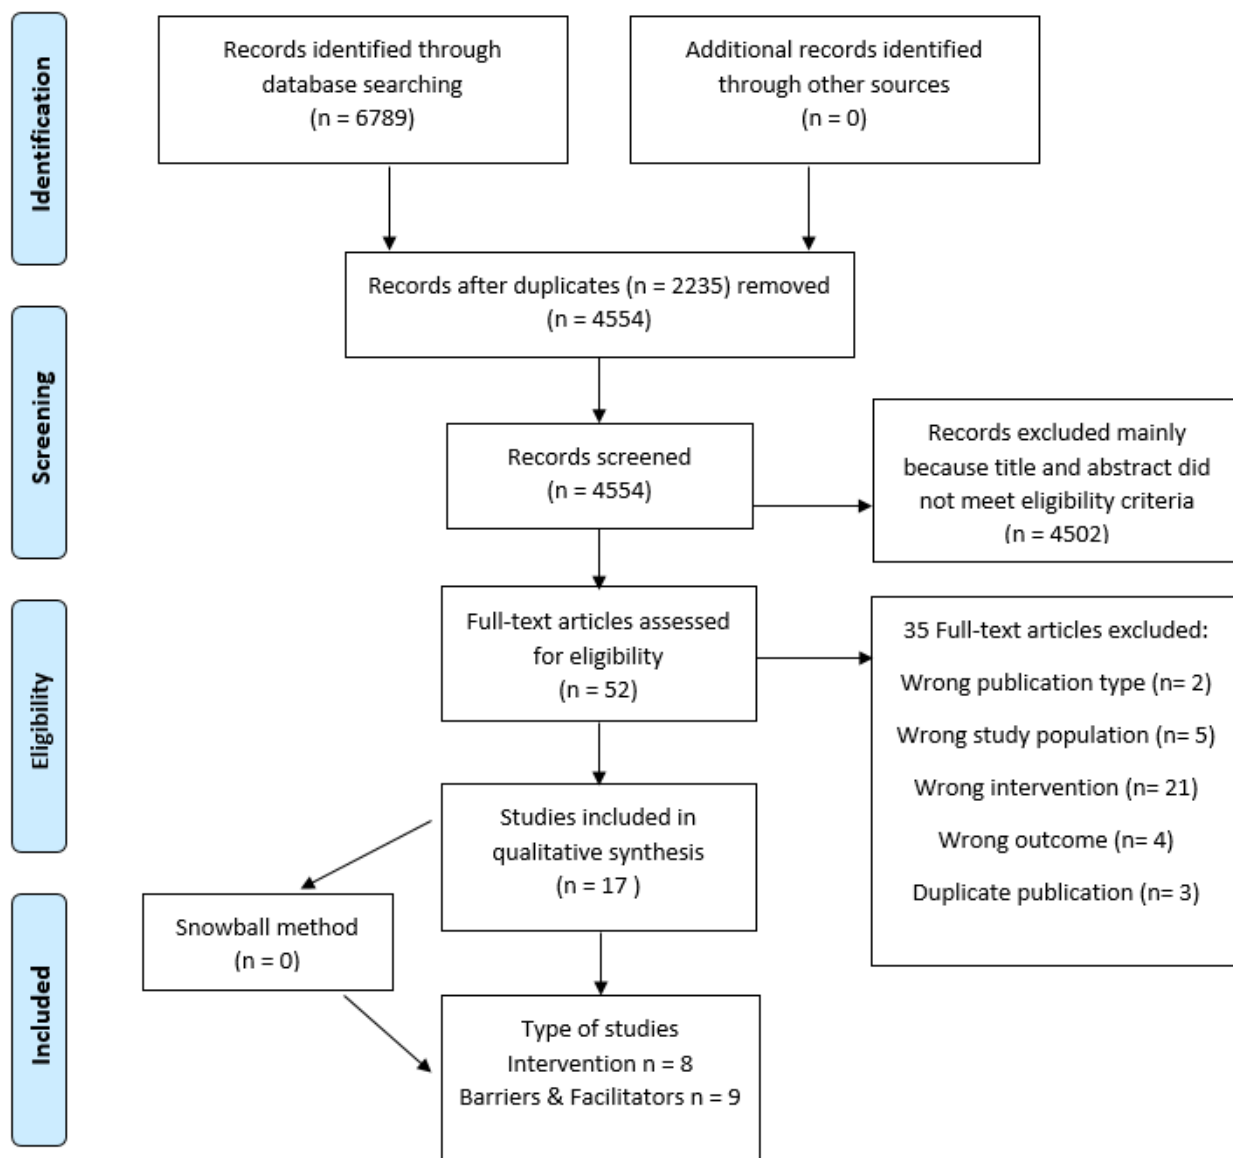 Identification
Records identified through
database searching
(n = 6789)
Additional records identified
through other sources
(n = 0)
Records after duplicates (n = 2235) removed
(n = 4554)
Screening
Records screened
(n = 4554)
Records excluded mainly
because title and abstract did
not meet eligibility criteria
(n = 4502)
Eligibility
Full-text articles assessed
for eligibility
(n = 52)
35 Full-text articles excluded:
Wrong publication type (n= 2)
Wrong study population (n= 5)
Wrong intervention (n= 21)
Wrong outcome (n= 4)
Duplicate publication (n= 3)
Studies included in
qualitative synthesis
(n = 17 )
Included
Snowball method
(n = 0)
Type of studies
Intervention n = 8
Barriers & Facilitators n = 9